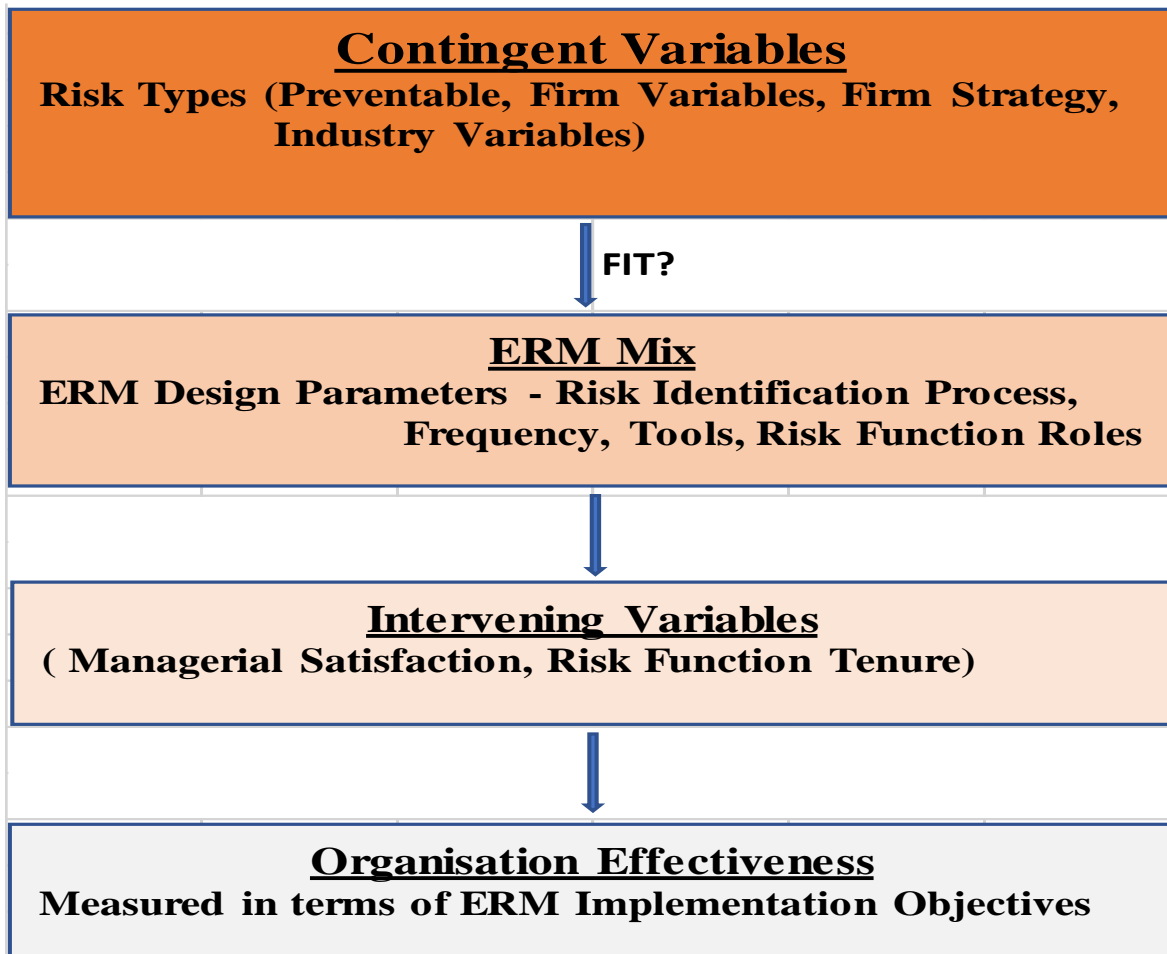 Contingent Variables
Risk Types (Preventable, Firm Variables, Firm Strategy,
Industry Variables)
FIT?
ERM Mix
ERM Design Parameters - Risk Identification Process,
Frequency, Tools, Risk Function Roles
Intervening Variables
( Managerial Satisfaction, Risk Function Tenure)
Organisation Effectiveness
Measured in terms of ERM Implementation Objectives